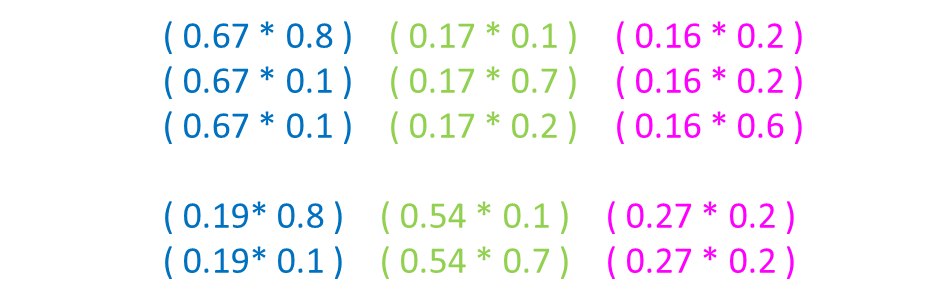 ( 0.67 * 0.8 ) ( 0.17 * 0.1 ) ( 0.16 * 0.2 )
( 0.67 * 0.1 ) ( 0.17 * 0.7 ) ( 0.16 * 0.2 )
( 0.67 * 0.1 ) ( 0.17 * 0.2 ) ( 0.16 * 0.6 )
( 0.19* 0.8 ) ( 0.54 * 0.1 ) ( 0.27 * 0.2 )
( 0.19* 0.1 ) ( 0.54 * 0.7 ) ( 0.27 * 0.2 )